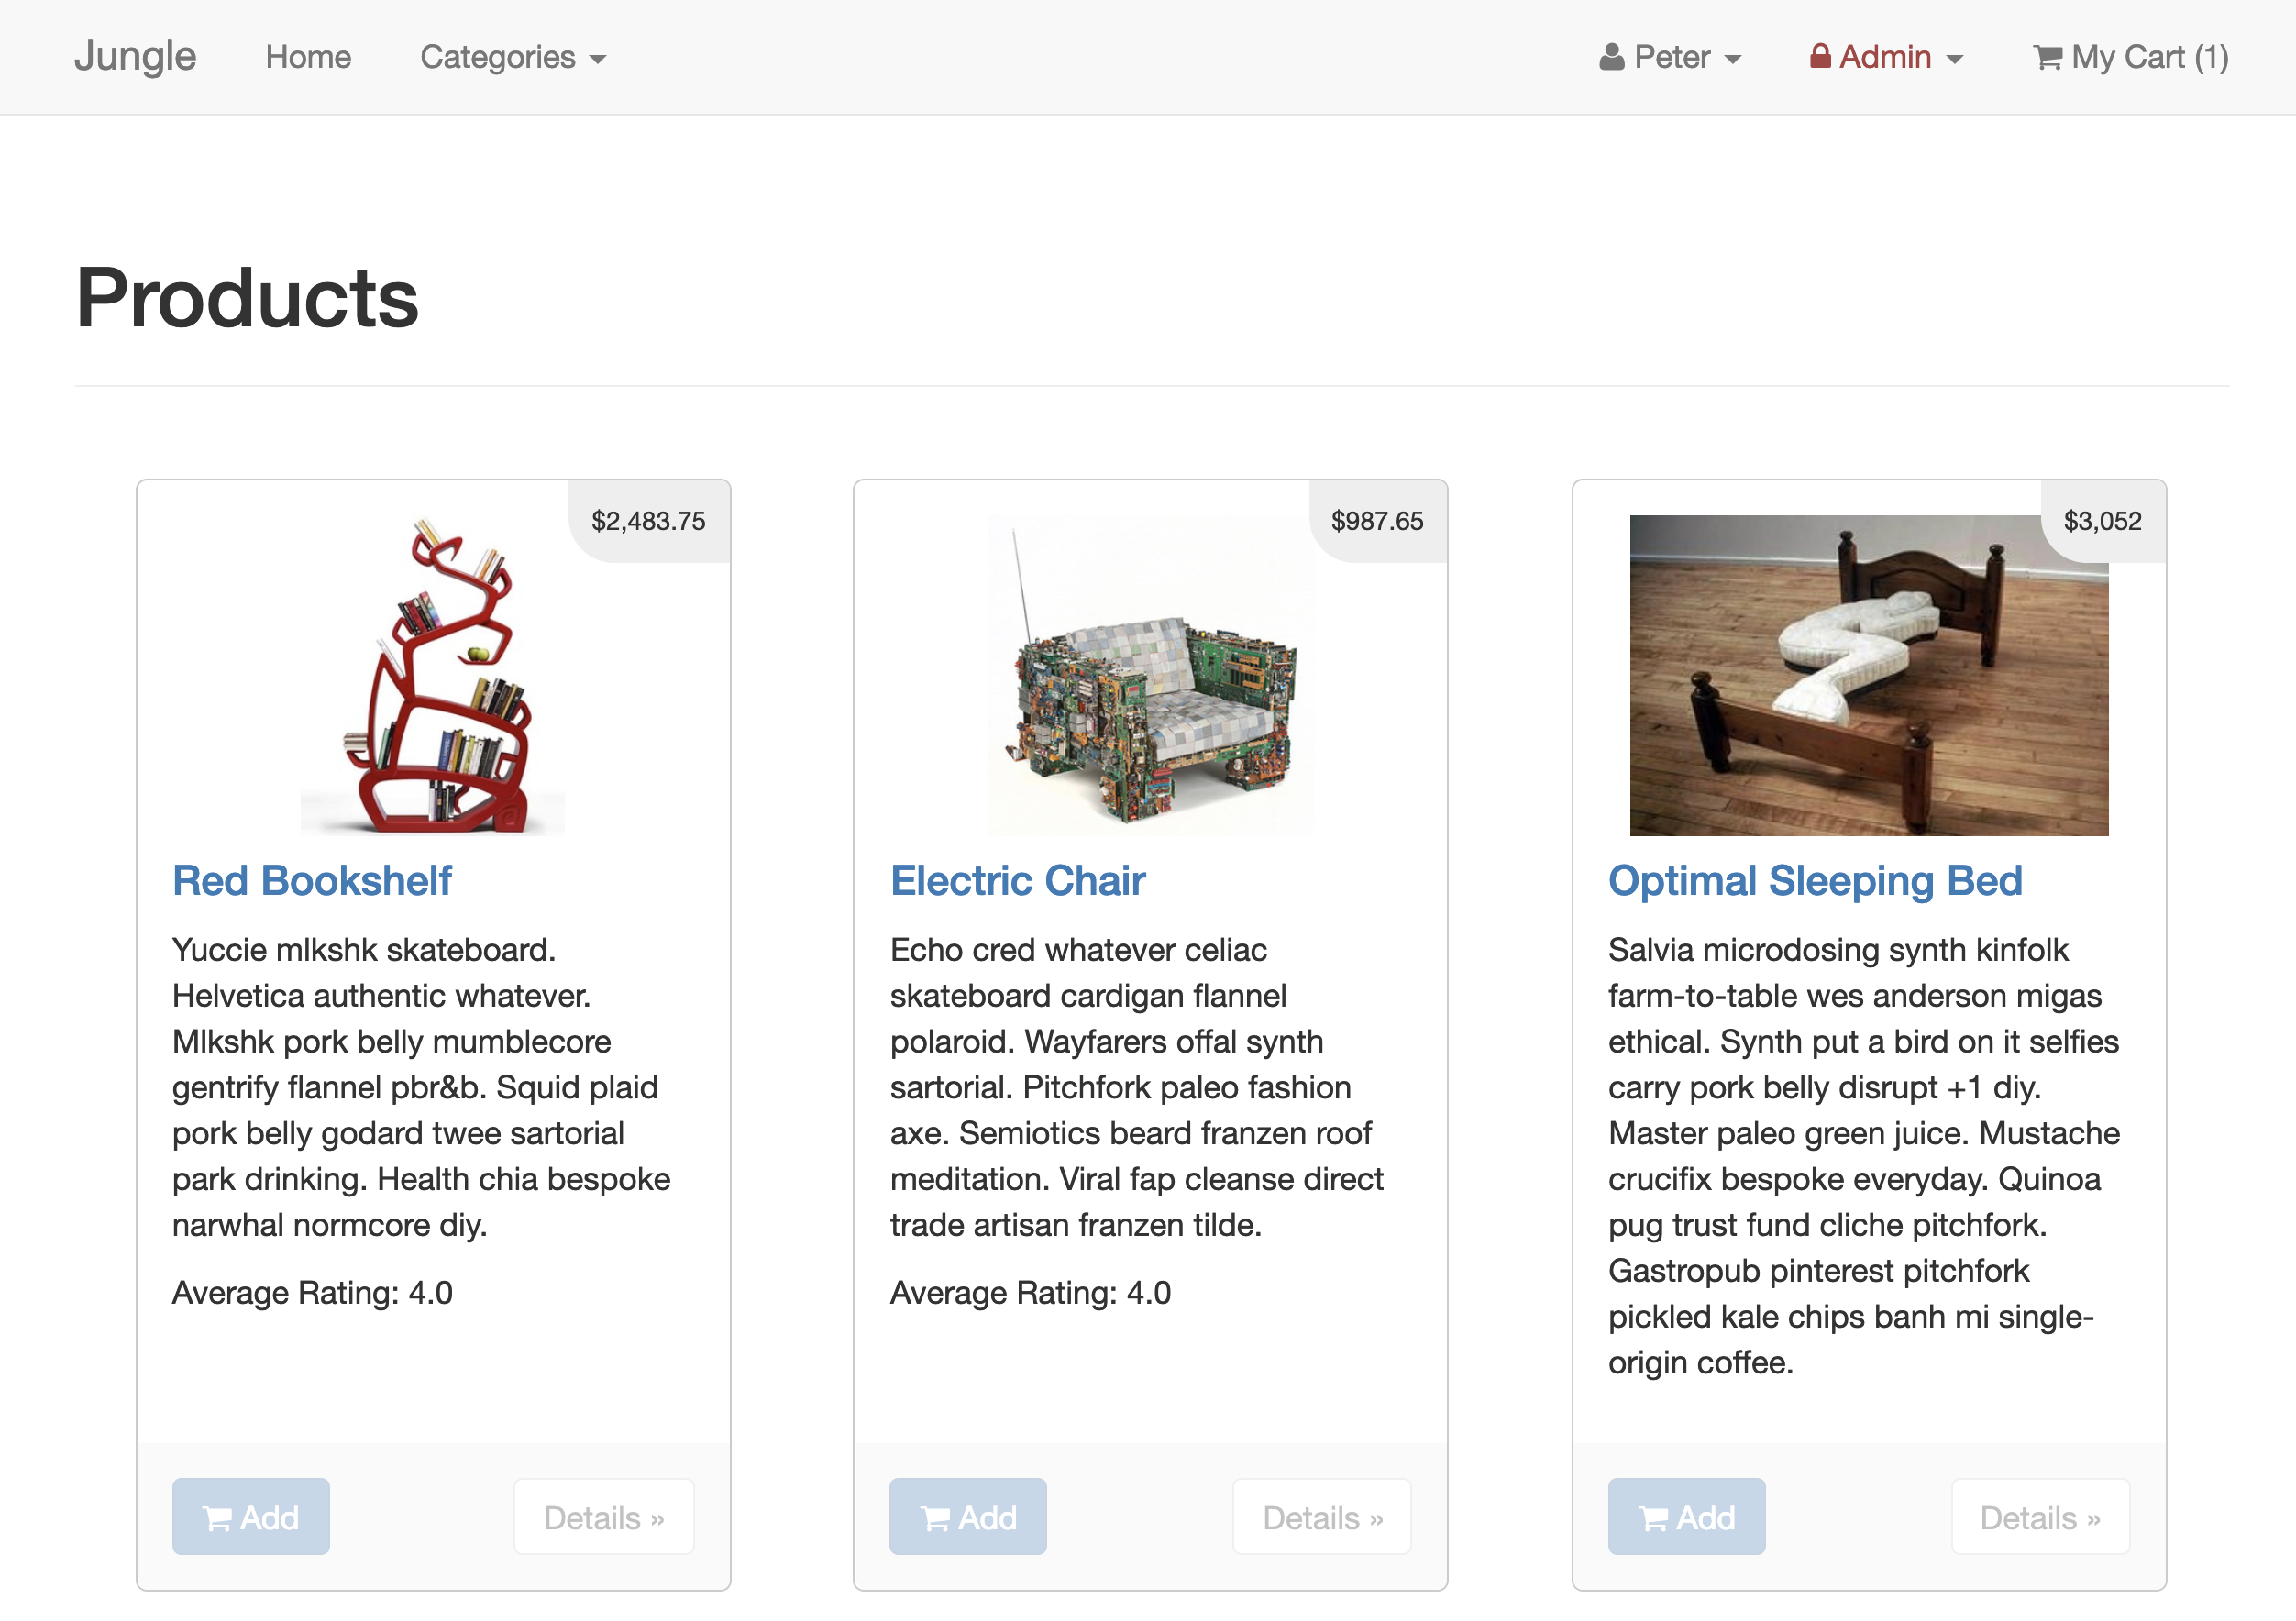 Jungle Home Categories Peter Admin My Cart (1)
Products
$2,483.75
Red Bookshelf
Yuccie mlkshk skateboard.
Helvetica authentic whatever.
Mlkshk pork belly mumblecore
gentrify flannel pbr&b. Squid plaid
pork belly godard twee sartorial
park drinking. Health chia bespoke
narwhal normcore diy.
Average Rating: 4.0
Add Details »
$987.65
Electric Chair
Echo cred whatever celiac
skateboard cardigan flannel
polaroid. Wayfarers offal synth
sartorial. Pitchfork paleo fashion
axe. Semiotics beard franzen roof
meditation. Viral fap cleanse direct
trade artisan franzen tilde.
Average Rating: 4.0
Add Details »
$3,052
Optimal Sleeping Bed
Salvia microdosing synth kinfolk
farm-to-table wes anderson migas
ethical. Synth put a bird on it selfies
carry pork belly disrupt +1 diy.
Master paleo green juice. Mustache
crucifix bespoke everyday. Quinoa
pug trust fund cliche pitchfork.
Gastropub pinterest pitchfork
pickled kale chips banh mi single-
origin coffee.
Add Details »